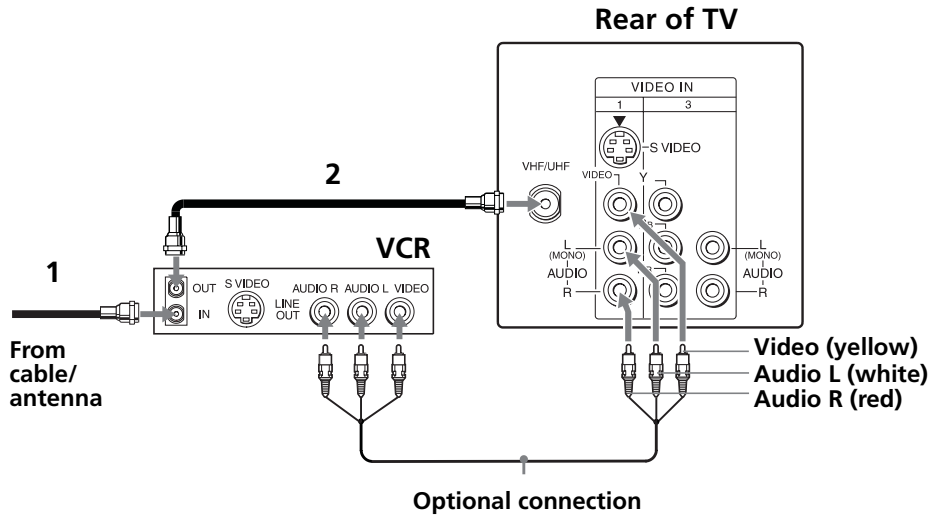 Rear of TV
VIDEO IN
1 3
S VIDEO
VHF/UHF
VIDEO
Y
2
L
(MONO)
AUDIO
R
L
(MONO)
AUDIO
R
VCR
1
OUT
IN
S VIDEO
LINE
OUT
AUDIO R AUDIO L VIDEO
From
cable/
antenna
Video (yellow)
Audio L (white)
Audio R (red)
Optional connection